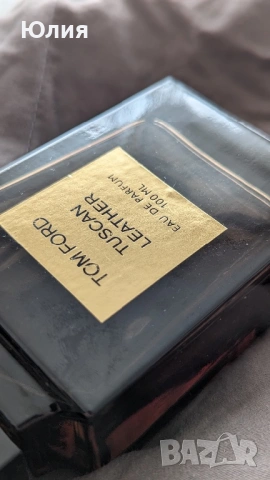 Юлия
TOM FORD
TUSCAN
LEATHER
EAU DE PARFUM
100 ML
BAZAR